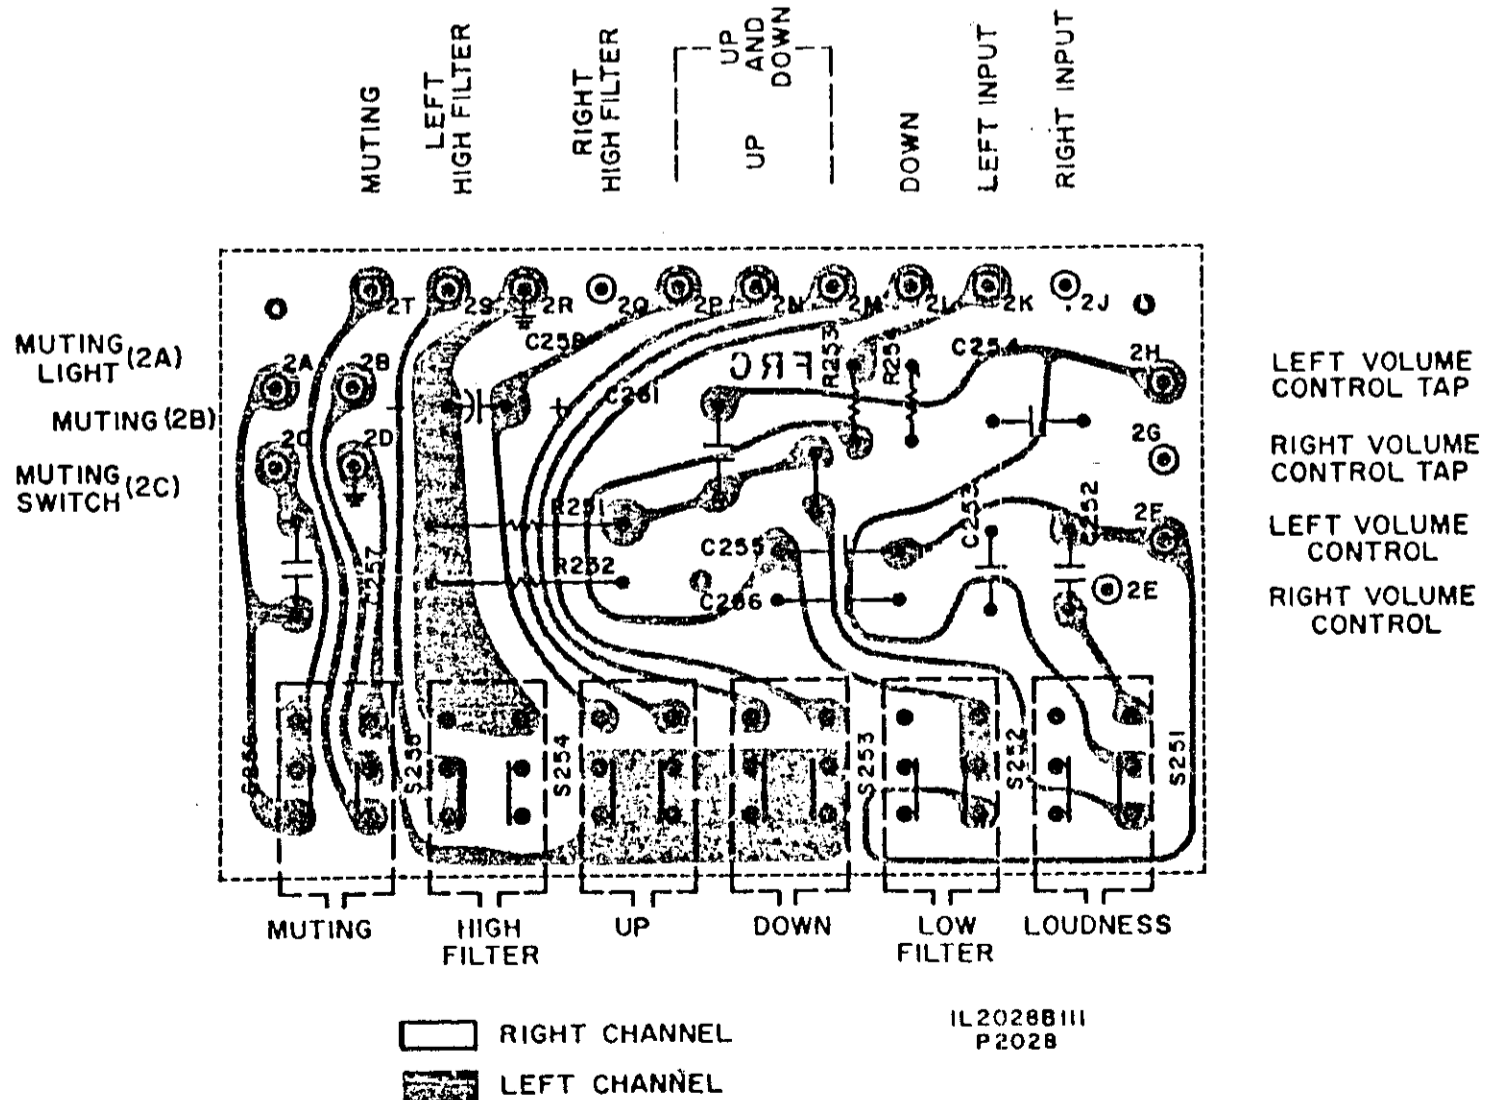 MUTING
LEFT
HIGH FILTER
RIGHT
HIGH FILTER
UP
AND
DOWN
UP
DOWN
LEFT INPUT
RIGHT INPUT
2T
2S
2R
2Q
2P
2N
2M
2L
2K
2J
MUTING
LIGHT (2A)
MUTING (2B)
MUTING
SWITCH (2C)
2A
2B
2C
2D
C258
C261
FRC
R253
R254
C254
2H
2G
2F
2E
LEFT VOLUME
CONTROL TAP
RIGHT VOLUME
CONTROL TAP
LEFT VOLUME
CONTROL
RIGHT VOLUME
CONTROL
R251
R252
C255
C256
C253
C252
C257
C256
S255
S254
S253
S252
S251
MUTING
HIGH
FILTER
UP
DOWN
LOW
FILTER
LOUDNESS
RIGHT CHANNEL
LEFT CHANNEL
IL2028B111
P2028